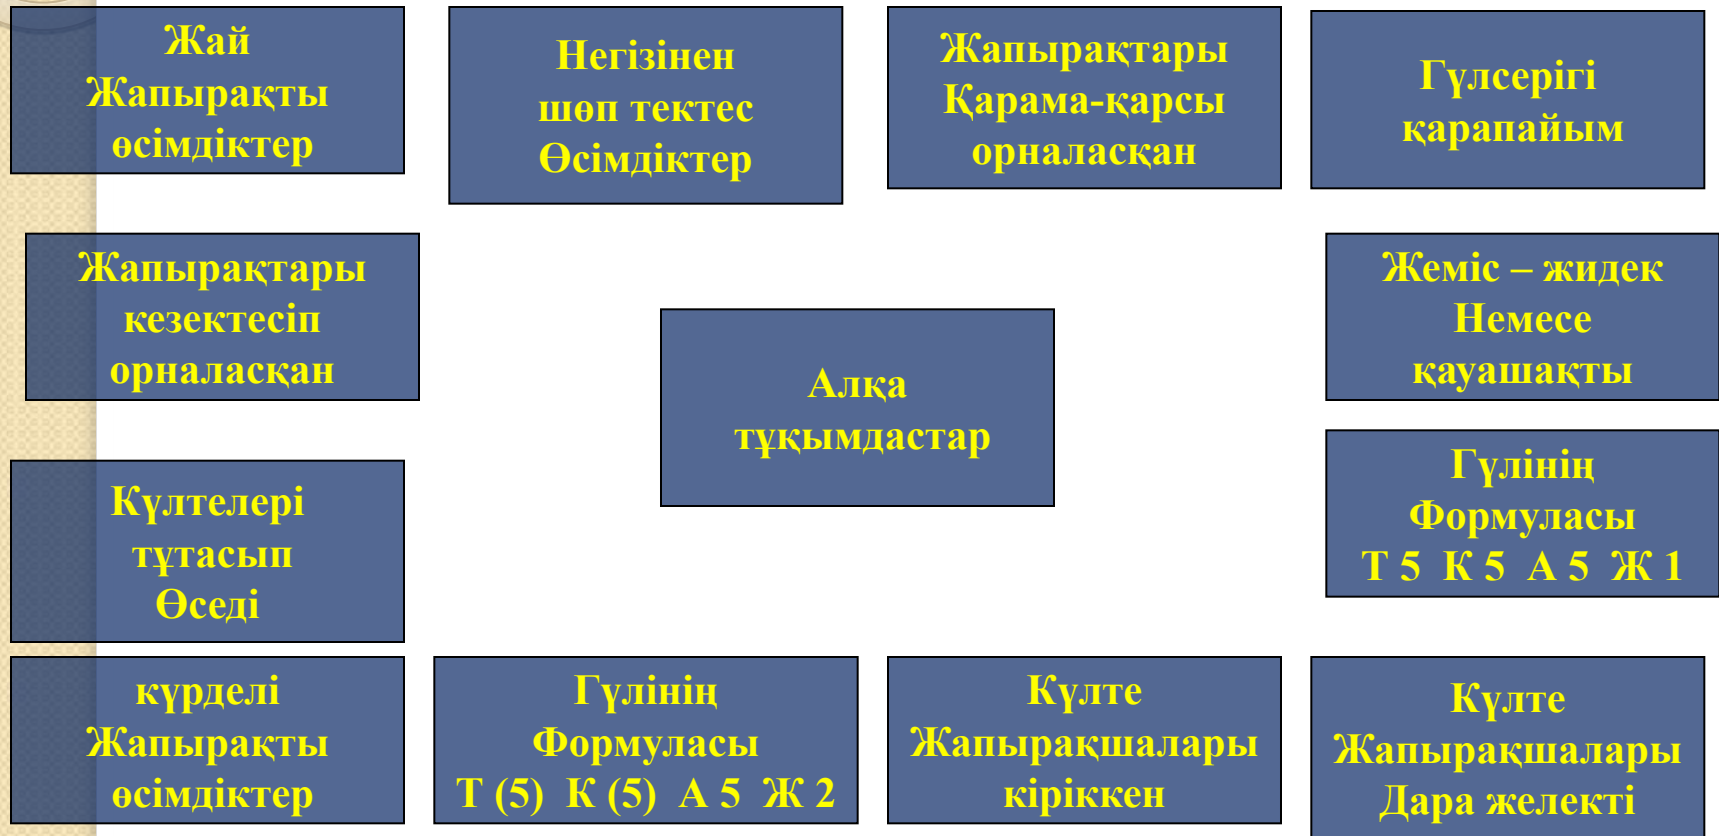 Жай
Жапырақты
өсімдіктер
Негізінен
шөп тектес
Өсімдіктер
Жапырақтары
Қарама-қарсы
орналасқан
Гүлсерігі
қарапайым
Жапырақтары
кезектесіп
орналасқан
Алқа
тұқымдастар
Жеміс – жидек
Немесе
қауашақты
Күлтелері
тұтасып
Өседі
Гүлінің
Формуласы
Т 5 К 5 А 5 Ж 1
күрделі
Жапырақты
өсімдіктер
Гүлінің
Формуласы
Т (5) К (5) А 5 Ж 2
Күлте
Жапырақшалары
кіріккен
Күлте
Жапырақшалары
Дара желекті